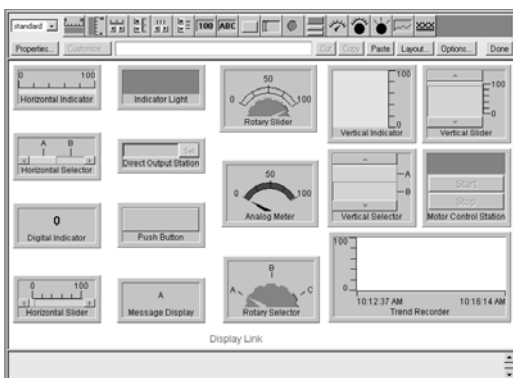 standard
100 ABC
Properties... Customize... Cut Copy Paste Layout... Options... Done
0 100
Horizontal Indicator
Indicator Light
0 50 100
Rotary Slider
100
0
Vertical Indicator
100
0
Vertical Slider
A B
Horizontal Selector
Set
Direct Output Station
0 50 100
Analog Meter
A
B
Vertical Selector
Start
Stop
Motor Control Station
0
Digital Indicator
Push Button
0 100
Horizontal Slider
A
Message Display
A B C
Rotary Selector
100
0
10:12:37 AM 10:16:14 AM
Trend Recorder
Display Link